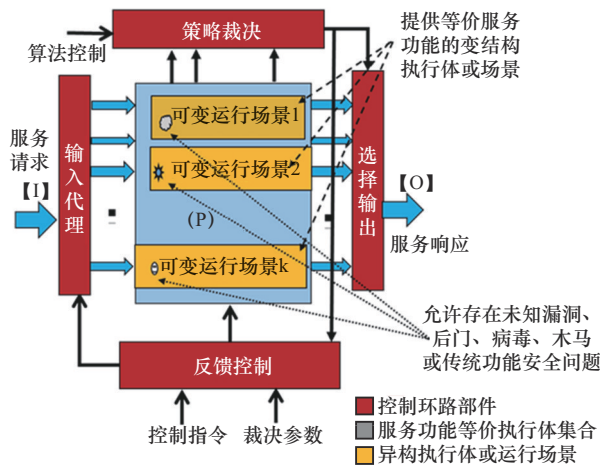 策略裁决
算法控制
提供等价服务
功能的变结构
执行体或场景
服务
请求
【I】
输入代理
可变运行场景1
可变运行场景2
(P)
可变运行场景k
选择输出
【O】
服务响应
允许存在未知漏洞、
后门、病毒、木马
或传统功能安全问题
反馈控制
控制指令
裁决参数
控制环路部件
服务功能等价执行体集合
异构执行体或运行场景